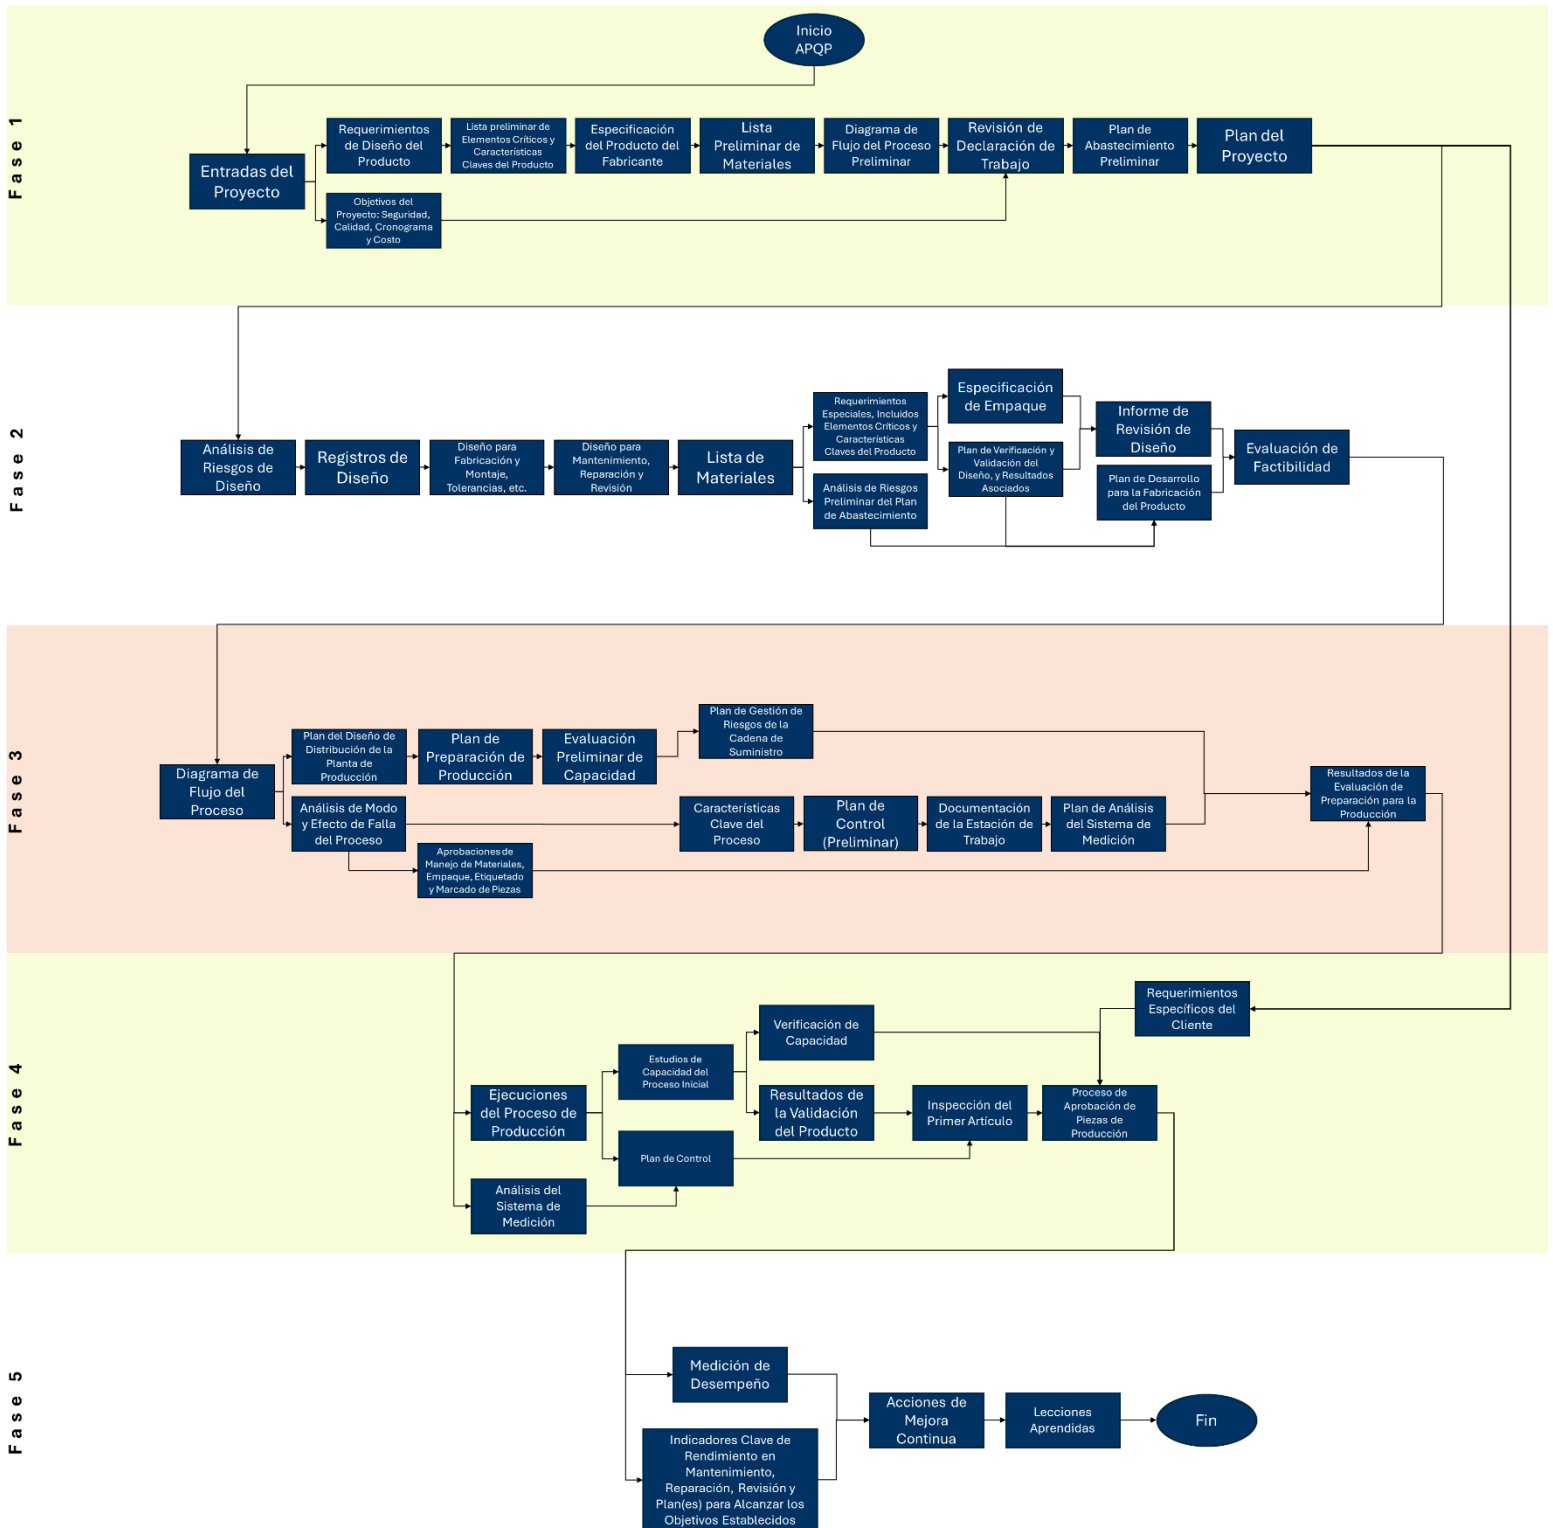 Inicio
APQP
Fase 1
Entradas del
Proyecto
Requerimientos
de Diseño del
Producto
Lista preliminar de
Elementos Críticos y
Características
Claves del Producto
Especificación
del Producto del
Fabricante
Lista
Preliminar de
Materiales
Diagrama de
Flujo del Proceso
Preliminar
Revisión de
Declaración de
Trabajo
Plan de
Abastecimiento
Preliminar
Plan del
Proyecto
Objetivos del
Proyecto: Seguridad,
Calidad, Cronograma
y Costo
Fase 2
Análisis de
Riesgos de
Diseño
Registros de
Diseño
Diseño para
Fabricación y
Montaje,
Tolerancias, etc.
Diseño para
Mantenimiento,
Reparación y
Revisión
Lista de
Materiales
Requerimientos
Especiales, Incluidos
Elementos Críticos y
Características
Claves del Producto
Análisis de Riesgos
Preliminar del Plan
de Abastecimiento
Especificación
de Empaque
Plan de Verificación y
Validación del
Diseño, y Resultados
Asociados
Informe de
Revisión de
Diseño
Plan de Desarrollo
para la Fabricación
del Producto
Evaluación de
Factibilidad
Fase 3
Diagrama de
Flujo del
Proceso
Plan del Diseño de
Distribución de la
Planta de
Producción
Plan de
Preparación de
Producción
Evaluación
Preliminar de
Capacidad
Plan de Gestión de
Riesgos de la
Cadena de
Suministro
Análisis de Modo
y Efecto de Falla
del Proceso
Aprobaciones de
Manejo de Materiales,
Empaque, Etiquetado
y Marcado de Piezas
Características
Clave del
Proceso
Plan de
Control
(Preliminar)
Documentación
de la Estación de
Trabajo
Plan de Análisis
del Sistema de
Medición
Resultados de la
Evaluación de
Preparación para la
Producción
Fase 4
Requerimientos
Específicos del
Cliente
Ejecuciones
del Proceso de
Producción
Estudios de
Capacidad del
Proceso Inicial
Verificación de
Capacidad
Resultados de
la Validación
del Producto
Inspección del
Primer Artículo
Proceso de
Aprobación de
Piezas de
Producción
Plan de Control
Análisis del
Sistema de
Medición
Fase 5
Medición de
Desempeño
Indicadores Clave de
Rendimiento en
Mantenimiento,
Reparación, Revisión y
Plan(es) para Alcanzar los
Objetivos Establecidos
Acciones de
Mejora
Continua
Lecciones
Aprendidas
Fin